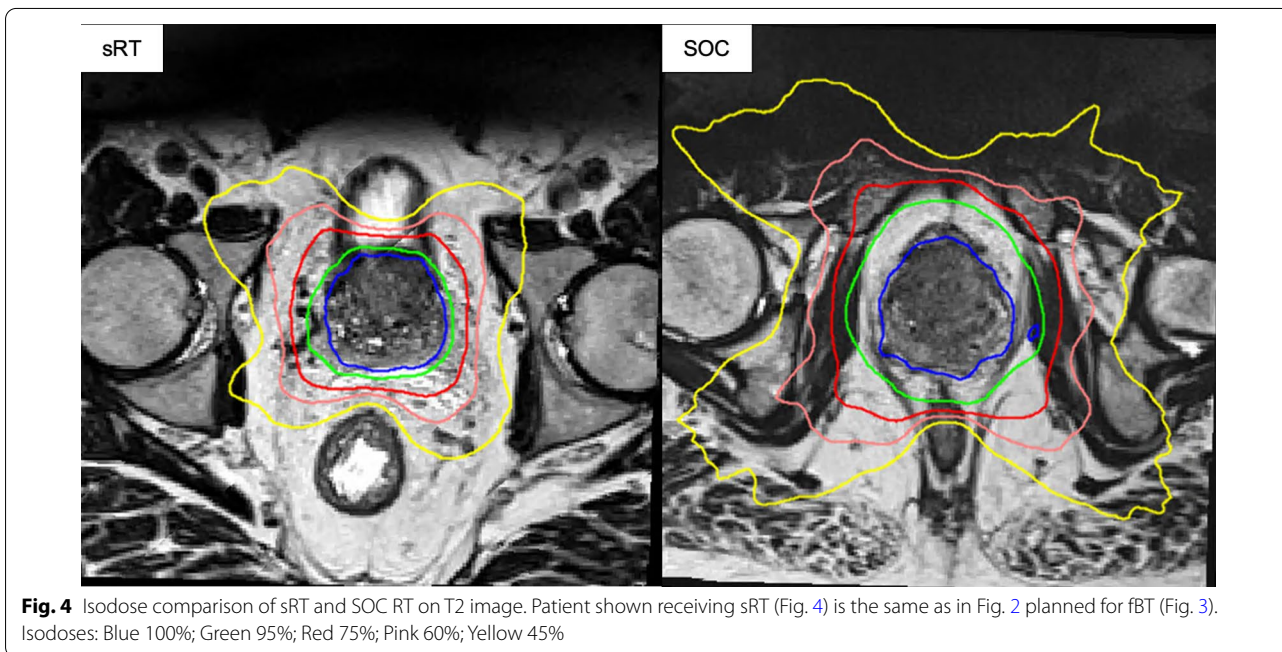 sRT
SOC
Fig. 4 Isodose comparison of sRT and SOC RT on T2 image. Patient shown receiving sRT (Fig. 4) is the same as in Fig. 2 planned for fBT (Fig. 3).
Isodoses: Blue 100%; Green 95%; Red 75%; Pink 60%; Yellow 45%